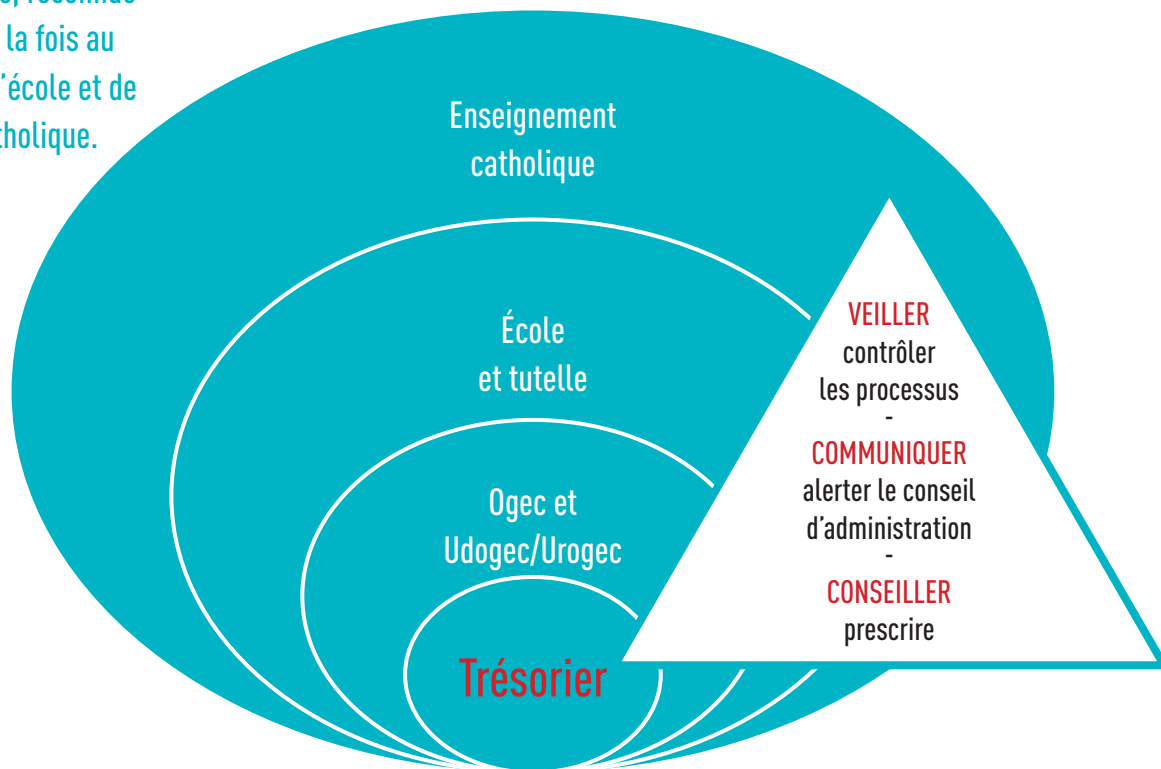 la fois au
'école et de
tholique.
Enseignement
catholique
École
et tutelle
Ogec et
Udogec/Urogec
Trésorier
VEILLER
contrôler
les processus
-
COMMUNIQUER
alerter le conseil
d'administration
-
CONSEILLER
prescrire